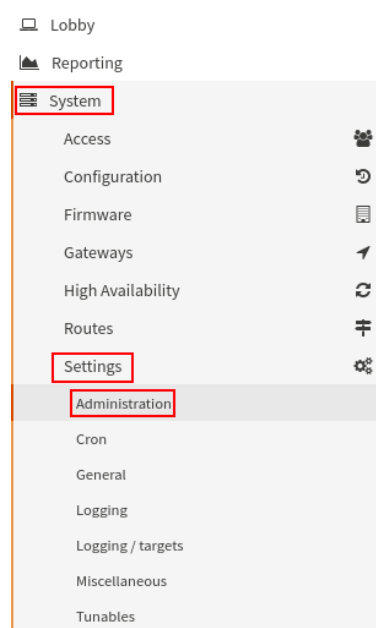 Lobby
Reporting
System
Access
Configuration
Firmware
Gateways
High Availability
Routes
Settings
Administration
Cron
General
Logging
Logging / targets
Miscellaneous
Tunables